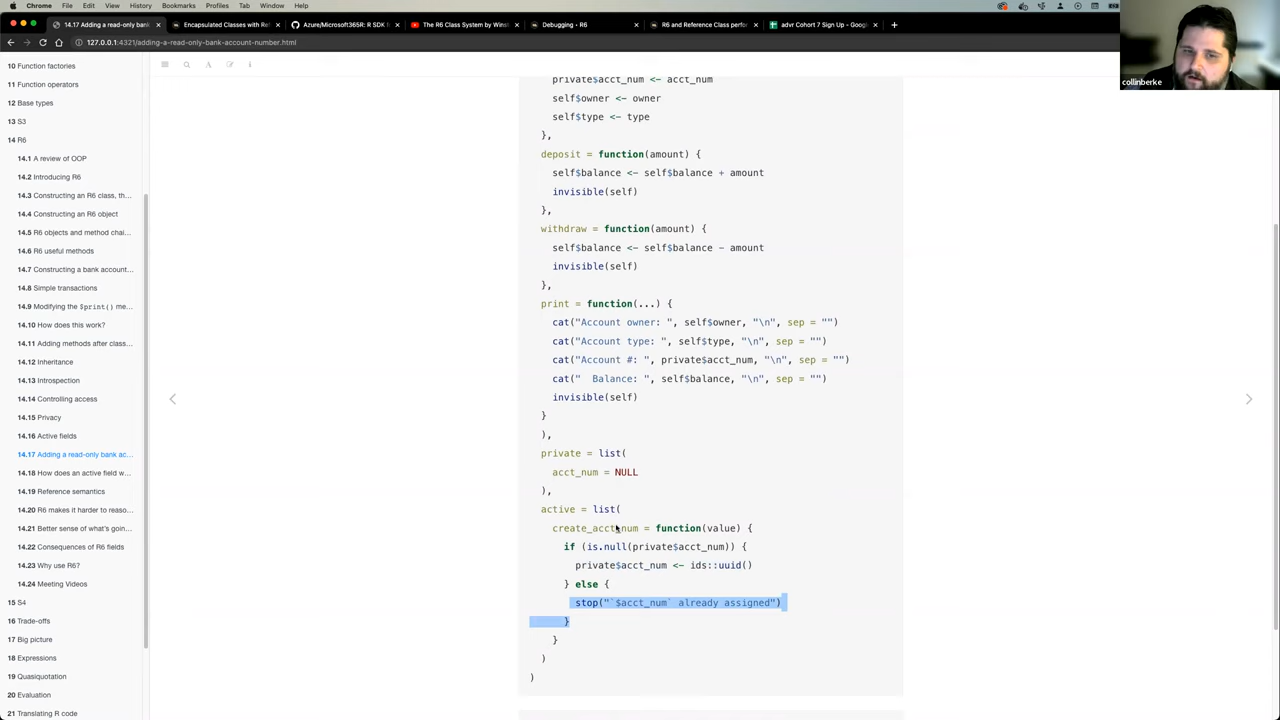 Chrome File Edit View History Bookmarks Profiles Tab Window Help
14.17 Adding a read-only bank
Encapsulated Classes with Ref
Azure/Microsoft365R: R SDK f
The R6 Class System by Winst
Debugging - R6
R6 and Reference Class perfor
advr Cohort 7 Sign Up - Googl
127.0.0.1:4321/adding-a-read-only-bank-account-number.html
collinberke
10 Function factories
11 Function operators
12 Base types
13 S3
14 R6
14.1 A review of OOP
14.2 Introducing R6
14.3 Constructing an R6 class, th...
14.4 Constructing an R6 object
14.5 R6 objects and method chai...
14.6 R6 useful methods
14.7 Constructing a bank account...
14.8 Simple transactions
14.9 Modifying the $print() me...
14.10 How does this work?
14.11 Adding methods after class...
14.12 Inheritance
14.13 Introspection
14.14 Controlling access
14.15 Privacy
14.16 Active fields
14.17 Adding a read-only bank ac...
14.18 How does an active field w...
14.19 Reference semantics
14.20 R6 makes it harder to reaso...
14.21 Better sense of what's goin...
14.22 Consequences of R6 fields
14.23 Why use R6?
14.24 Meeting Videos
15 S4
16 Trade-offs
17 Big picture
18 Expressions
19 Quasiquotation
20 Evaluation
21 Translating R code
private$acct_num <- acct_num
self$owner <- owner
self$type <- type
},
deposit = function(amount) {
self$balance <- self$balance + amount
invisible(self)
},
withdraw = function(amount) {
self$balance <- self$balance - amount
invisible(self)
},
print = function(...) {
cat("Account owner: ", self$owner, "\n", sep = "")
cat("Account type: ", self$type, "\n", sep = "")
cat("Account #: ", private$acct_num, "\n", sep = "")
cat("  Balance: ", self$balance, "\n", sep = "")
invisible(self)
}
),
private = list(
acct_num = NULL
),
active = list(
create_acct_num = function(value) {
if (is.null(private$acct_num)) {
private$acct_num <- ids::uuid()
} else {
stop("`$acct_num` already assigned")
}
}
)
)